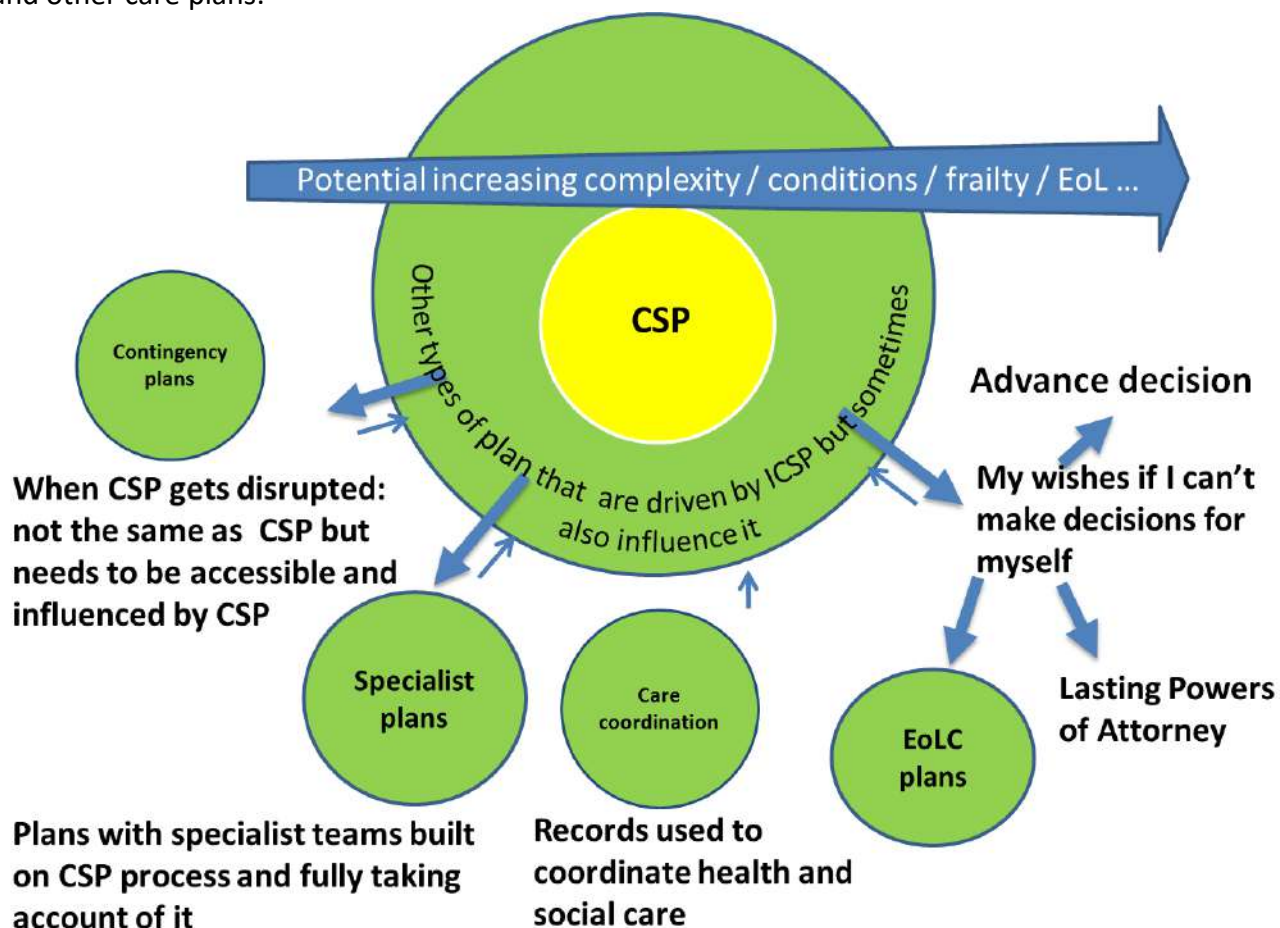 and other care plans.
Potential increasing complexity / conditions / frailty / EoL ...
CSP
Other types of plan that are driven by ICSP but sometimes
also influence it
Contingency
plans
When CSP gets disrupted:
not the same as CSP but
needs to be accessible and
influenced by CSP
Advance decision
My wishes if I can't
make decisions for
myself
Lasting Powers
of Attorney
EoLC
plans
Specialist
plans
Plans with specialist teams built
on CSP process and fully taking
account of it
Care
coordination
Records used to
coordinate health and
social care